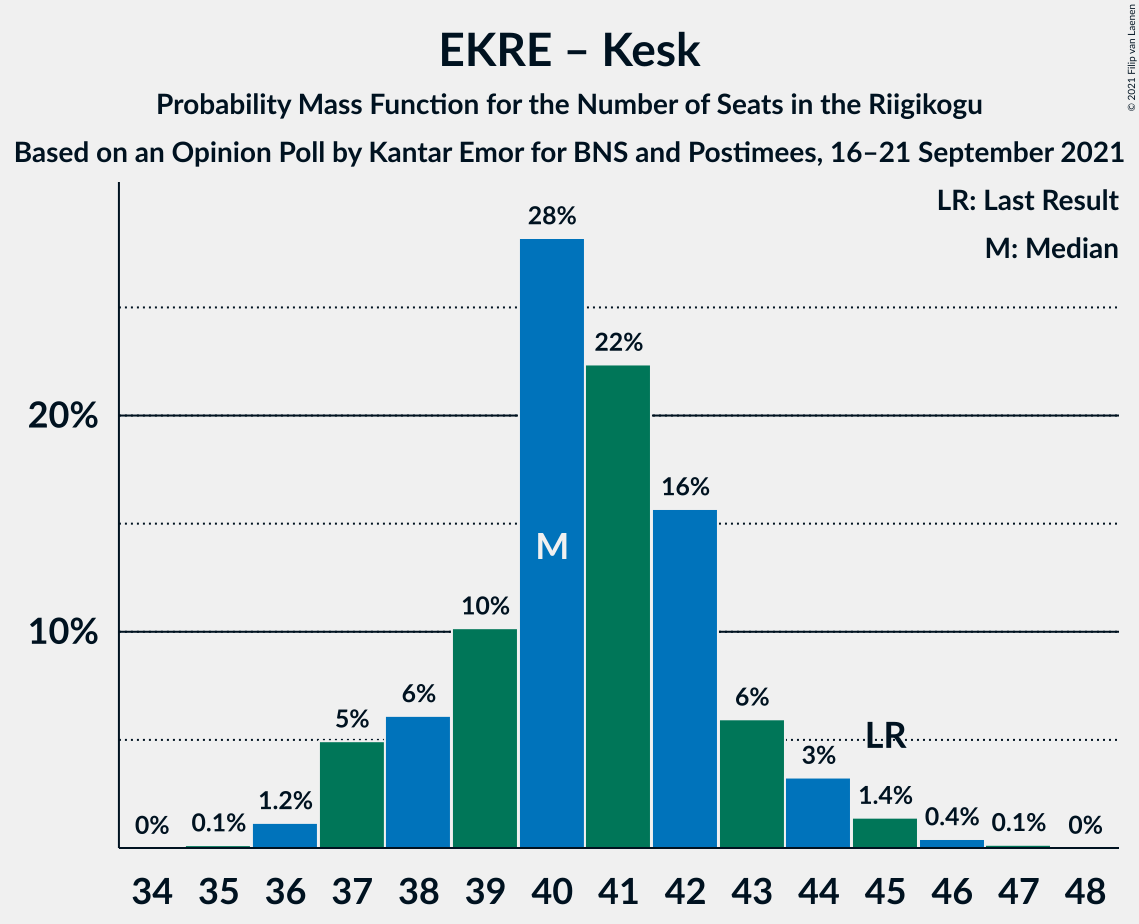 EKRE – Kesk
Probability Mass Function for the Number of Seats in the Riigikogu
Based on an Opinion Poll by Kantar Emor for BNS and Postimees, 16–21 September 2021
© 2021 Filip van Laenen
LR: Last Result
M: Median
28%
22%
20%
16%
M
10%
10%
6%
6%
5%
LR
3%
1.4%
1.2%
0.4%
0% 0.1% 0.1% 0%
34 35 36 37 38 39 40 41 42 43 44 45 46 47 48